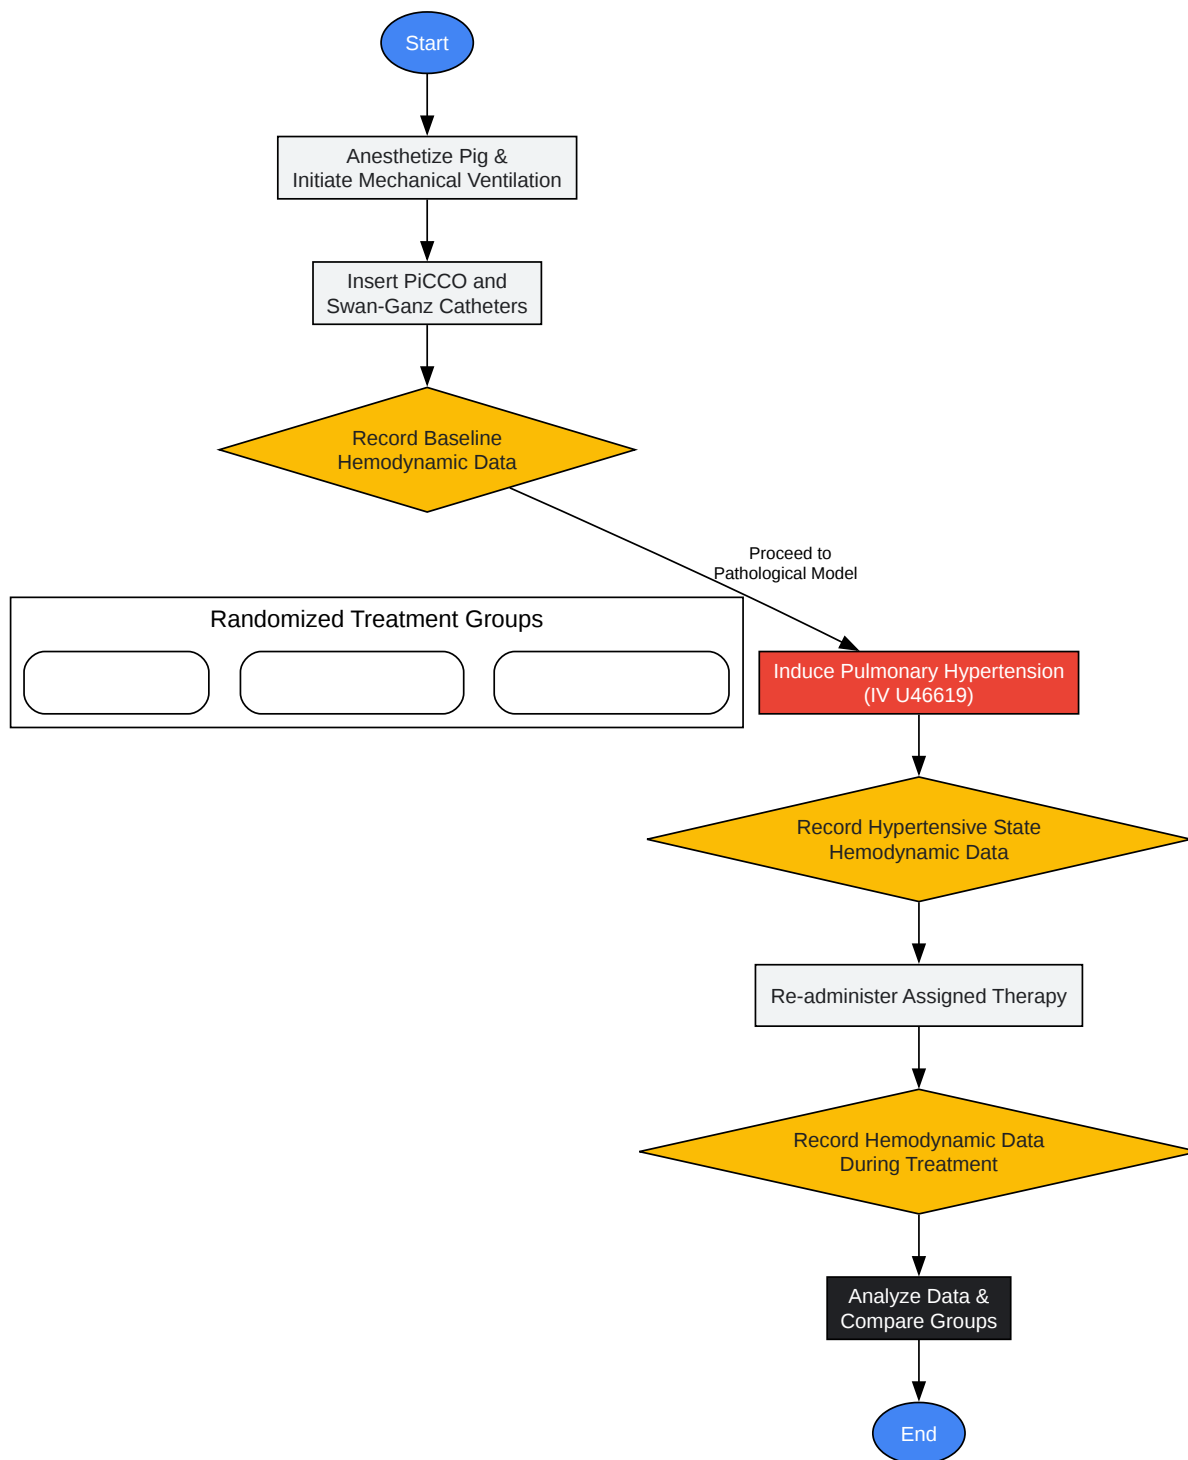 Start
Anesthetize Pig &
Initiate Mechanical Ventilation
Insert PiCCO and
Swan-Ganz Catheters
Record Baseline
Hemodynamic Data
Proceed to
Pathological Model
Randomized Treatment Groups
Induce Pulmonary Hypertension
(IV U46619)
Record Hypertensive State
Hemodynamic Data
Re-administer Assigned Therapy
Record Hemodynamic Data
During Treatment
Analyze Data &
Compare Groups
End